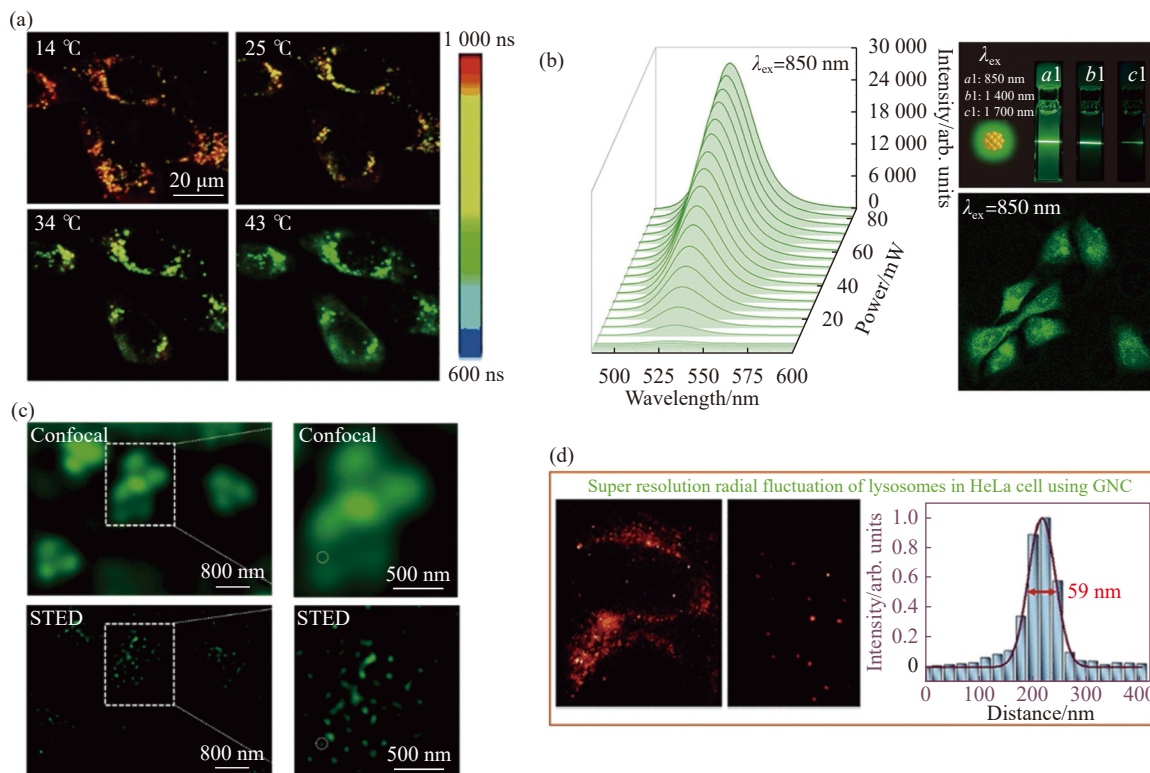 (a)
14 ℃
25 ℃
20 μm
34 ℃
43 ℃
1 000 ns
600 ns
(b)
λex=850 nm
30 000
24 000
18 000
12 000
6 000
0
Intensity/arb. units
80
60
40
20
Power/mW
500
525
550
575
600
Wavelength/nm
λex
a1: 850 nm
b1: 1 400 nm
c1: 1 700 nm
a1
b1
c1
λex=850 nm
(c)
Confocal
800 nm
Confocal
500 nm
STED
800 nm
STED
500 nm
(d)
Super resolution radial fluctuation of lysosomes in HeLa cell using GNC
Intensity/arb. units
1.0
0.8
0.6
0.4
0.2
0
59 nm
0
100
200
300
400
Distance/nm